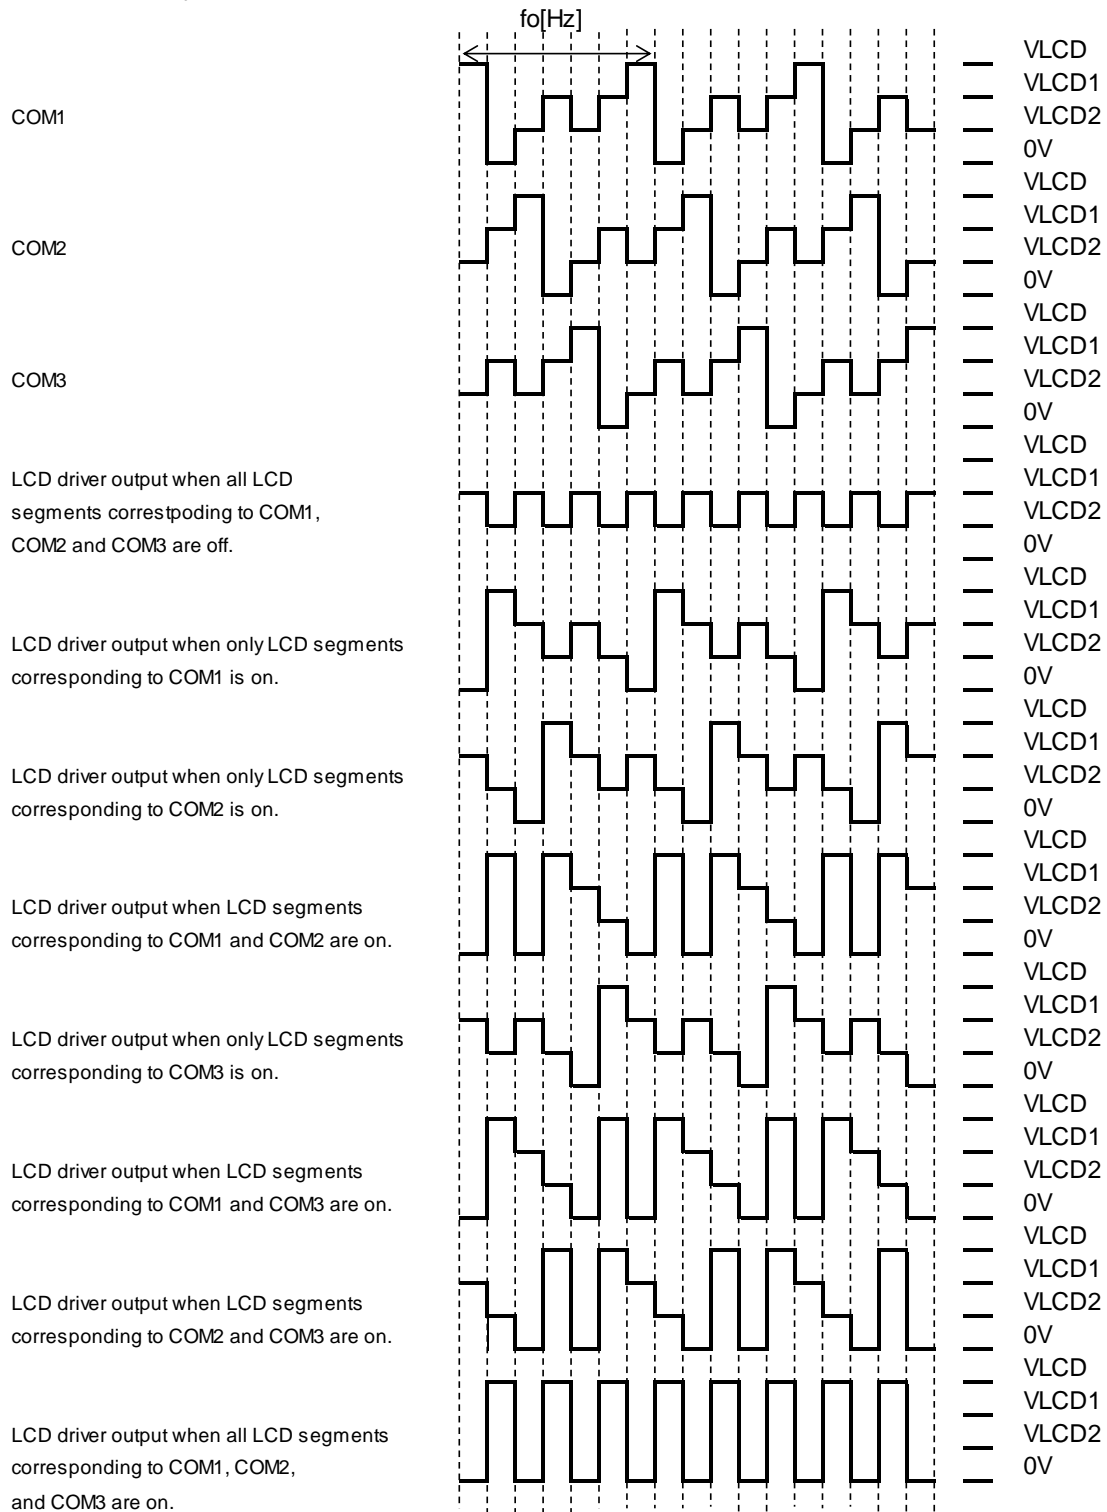 fo[Hz]
VLCD
VLCD1
COM1
VLCD2
0V
VLCD
VLCD1
COM2
VLCD2
0V
VLCD
VLCD1
COM3
VLCD2
0V
VLCD
LCD driver output when all LCD
VLCD1
segments correstpoding to COM1,
VLCD2
COM2 and COM3 are off.
0V
VLCD
VLCD1
LCD driver output when only LCD segments
VLCD2
corresponding to COM1 is on.
0V
VLCD
VLCD1
LCD driver output when only LCD segments
VLCD2
corresponding to COM2 is on.
0V
VLCD
VLCD1
LCD driver output when LCD segments
VLCD2
corresponding to COM1 and COM2 are on.
0V
VLCD
VLCD1
LCD driver output when only LCD segments
VLCD2
corresponding to COM3 is on.
0V
VLCD
VLCD1
LCD driver output when LCD segments
VLCD2
corresponding to COM1 and COM3 are on.
0V
VLCD
VLCD1
LCD driver output when LCD segments
VLCD2
corresponding to COM2 and COM3 are on.
0V
VLCD
VLCD1
LCD driver output when all LCD segments
VLCD2
corresponding to COM1, COM2,
0V
and COM3 are on.